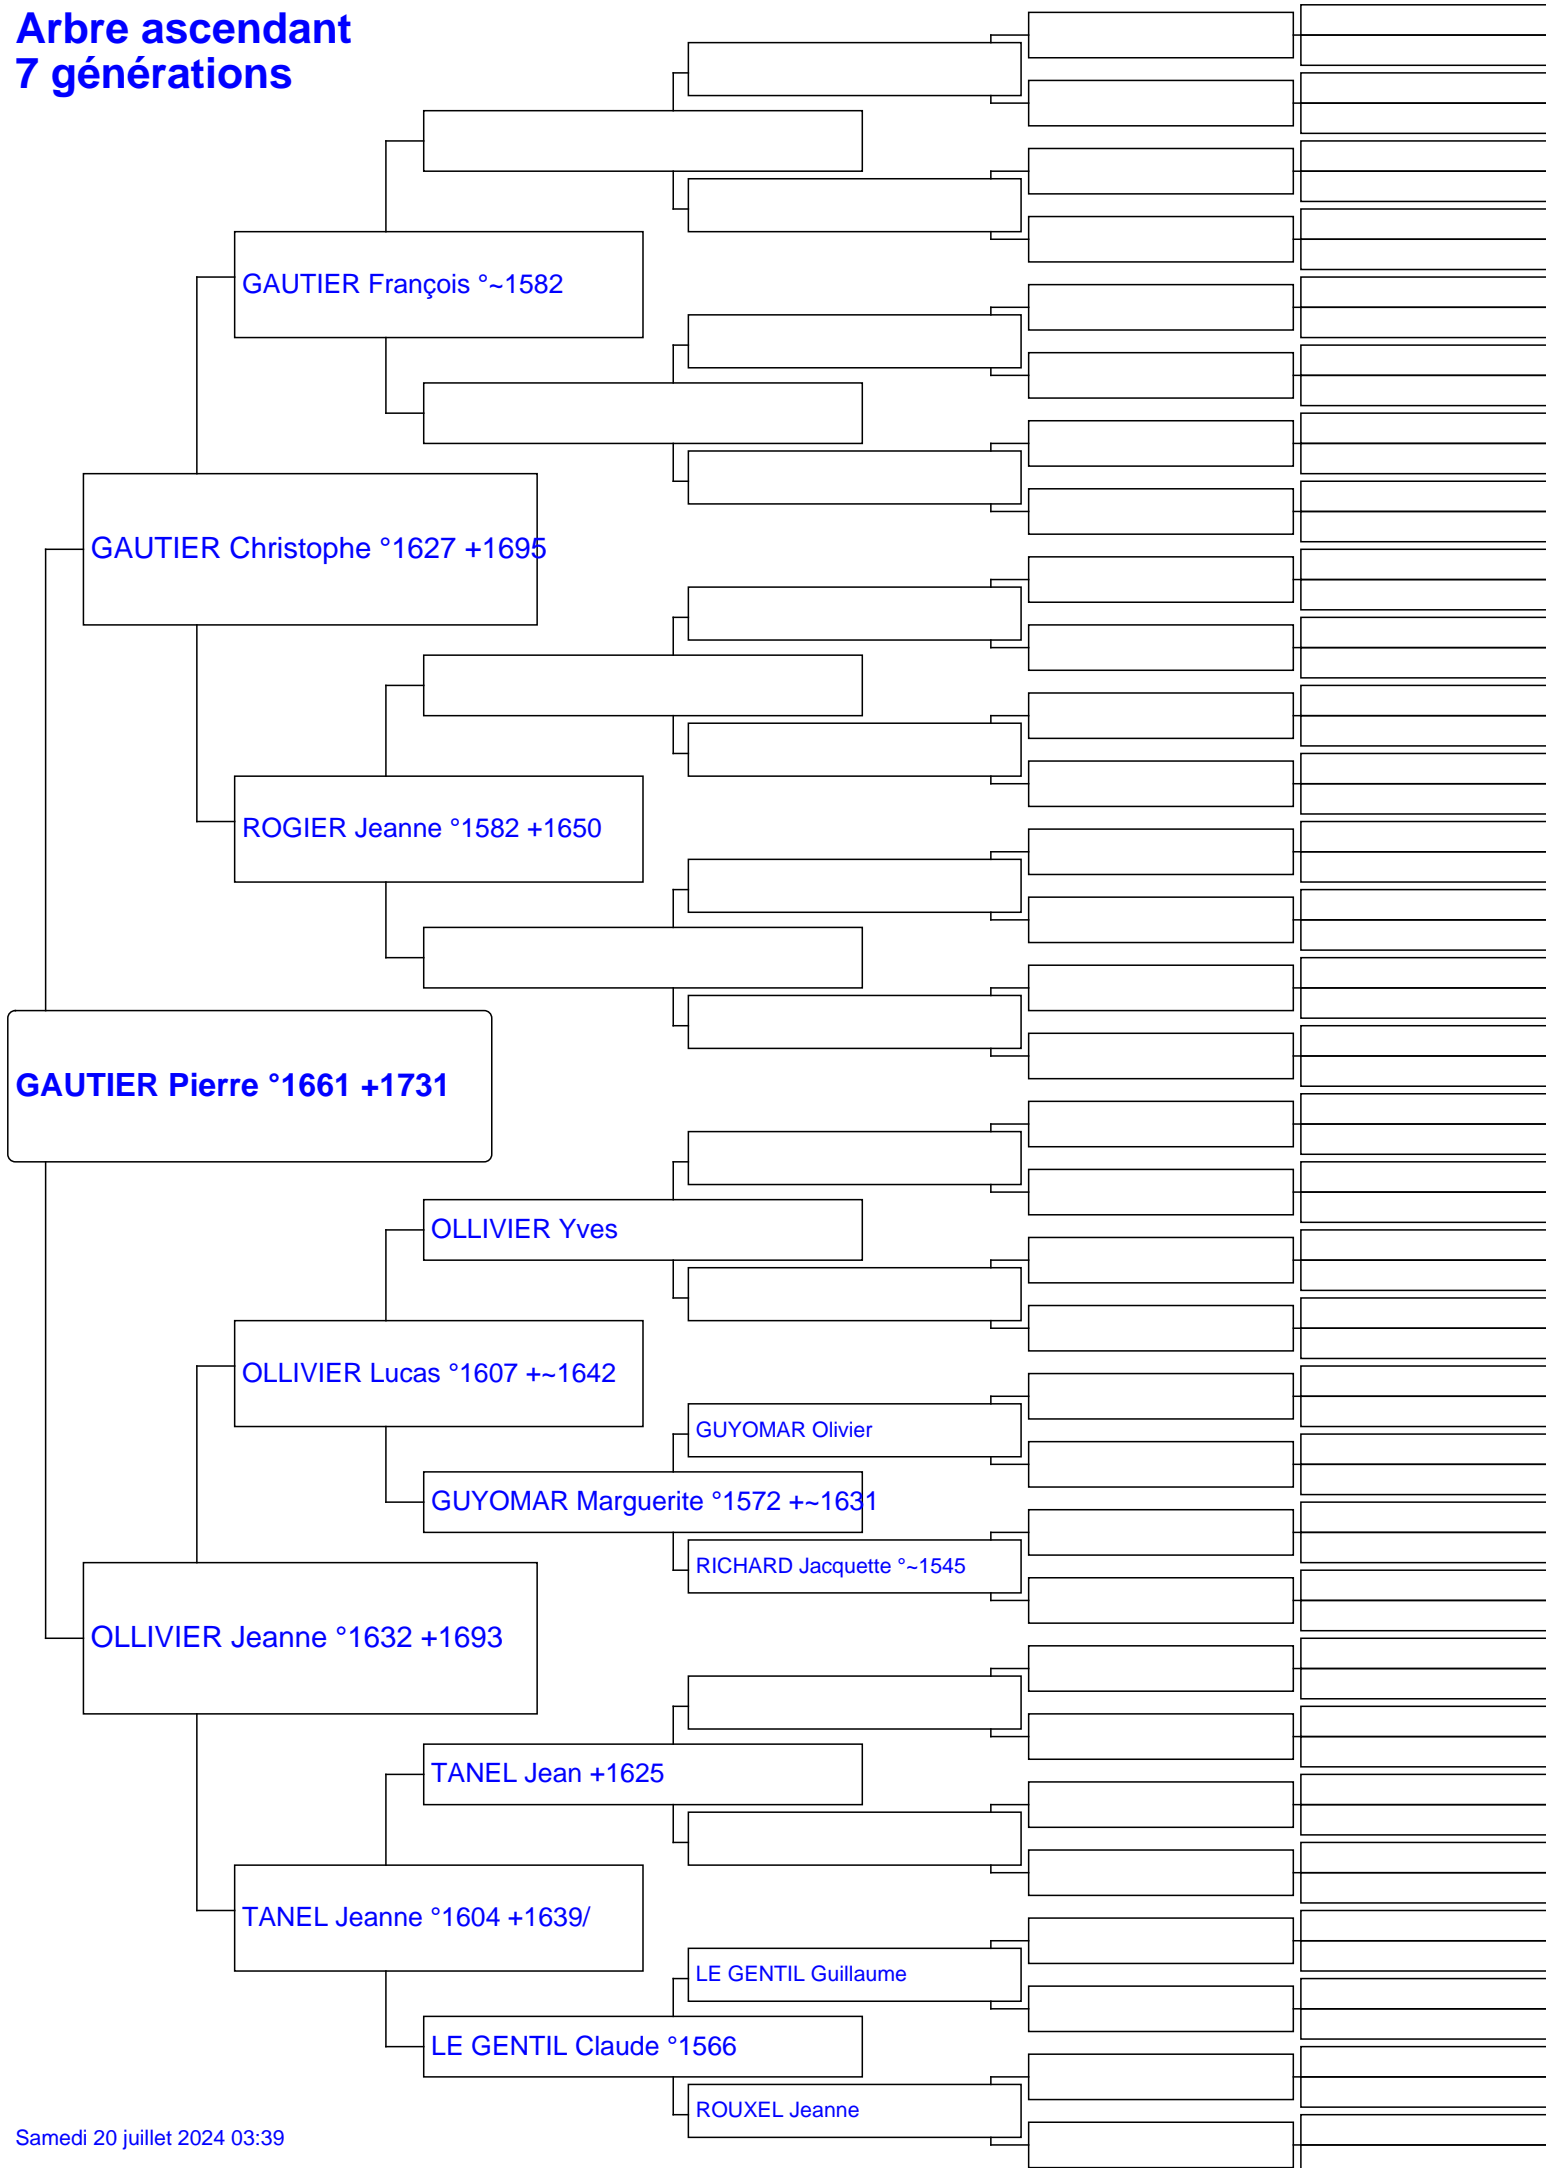 Arbre ascendant
7 générations
GAUTIER François °~1582
GAUTIER Christophe °1627 +1695
ROGIER Jeanne °1582 +1650
GAUTIER Pierre °1661 +1731
OLLIVIER Yves
OLLIVIER Lucas °1607 +~1642
GUYOMAR Olivier
GUYOMAR Marguerite °1572 +~1631
RICHARD Jacquette °~1545
OLLIVIER Jeanne °1632 +1693
TANEL Jean +1625
TANEL Jeanne °1604 +1639/
LE GENTIL Guillaume
LE GENTIL Claude °1566
ROUXEL Jeanne
Samedi 20 juillet 2024 03:39